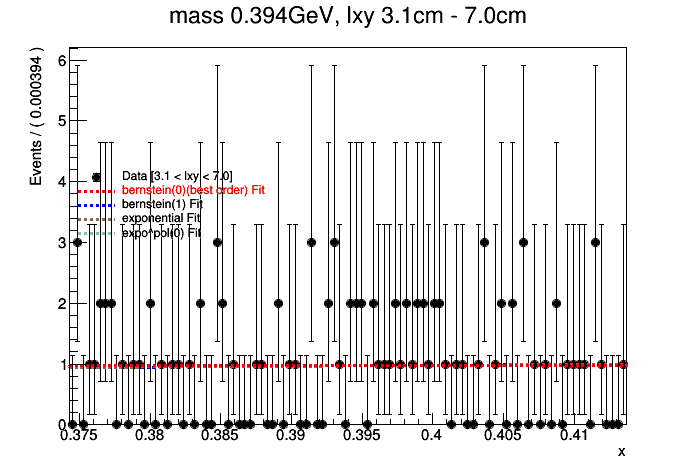 mass 0.394GeV, lxy 3.1cm - 7.0cm
Events / ( 0.000394 )
6
5
4
3
2
1
0
Data [3.1 < lxy < 7.0]
bernstein(0)(best order) Fit
bernstein(1) Fit
exponential Fit
expo*pol(0) Fit
0.375 0.38 0.385 0.39 0.395 0.4 0.405 0.41
x